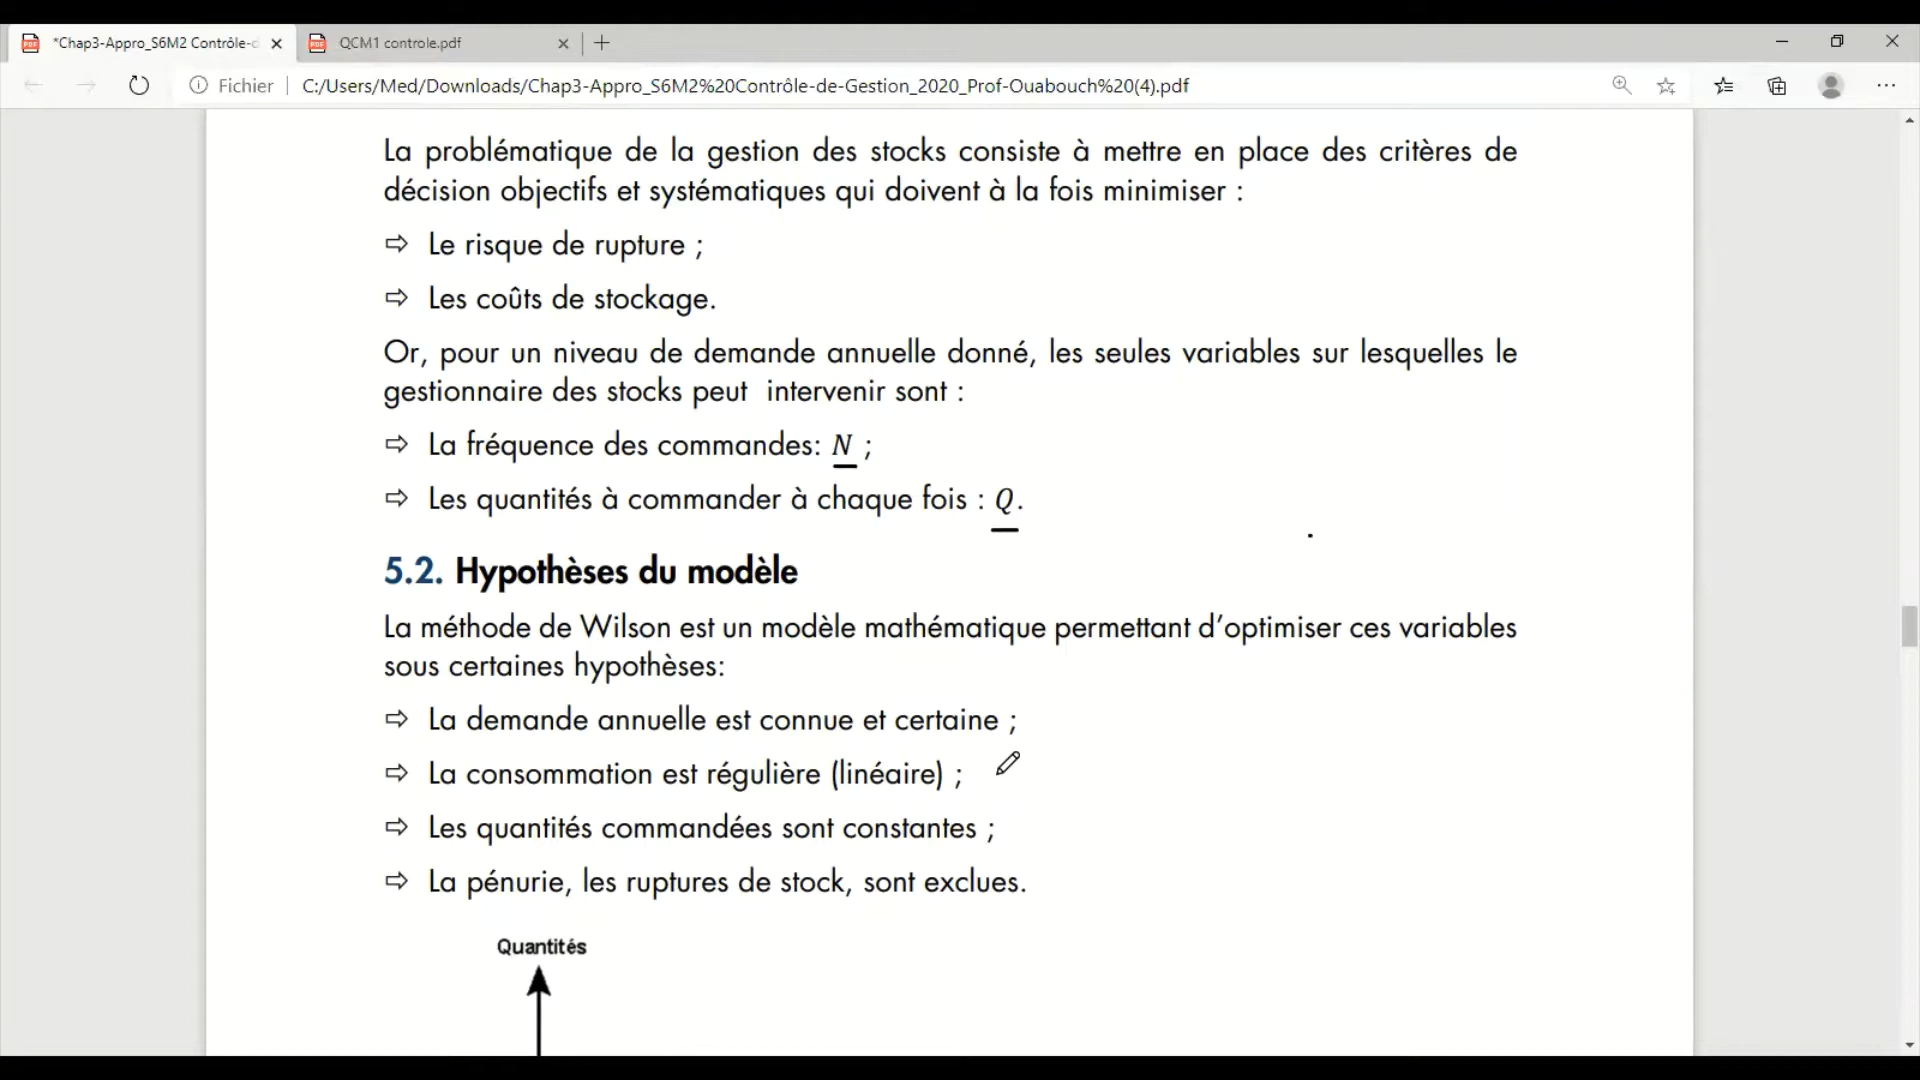 *Chap3-Appro_S6M2 Contrôle-d
QCM1 controle.pdf
Fichier
C:/Users/Med/Downloads/Chap3-Appro_S6M2%20Contrôle-de-Gestion_2020_Prof-Ouabouch%20(4).pdf
La problématique de la gestion des stocks consiste à mettre en place des critères de
décision objectifs et systématiques qui doivent à la fois minimiser :
⇨ Le risque de rupture ;
⇨ Les coûts de stockage.
Or, pour un niveau de demande annuelle donné, les seules variables sur lesquelles le
gestionnaire des stocks peut intervenir sont :
⇨ La fréquence des commandes: N ;
⇨ Les quantités à commander à chaque fois : Q.
5.2. Hypothèses du modèle
La méthode de Wilson est un modèle mathématique permettant d’optimiser ces variables
sous certaines hypothèses:
⇨ La demande annuelle est connue et certaine ;
⇨ La consommation est régulière (linéaire) ;
⇨ Les quantités commandées sont constantes ;
⇨ La pénurie, les ruptures de stock, sont exclues.
Quantités